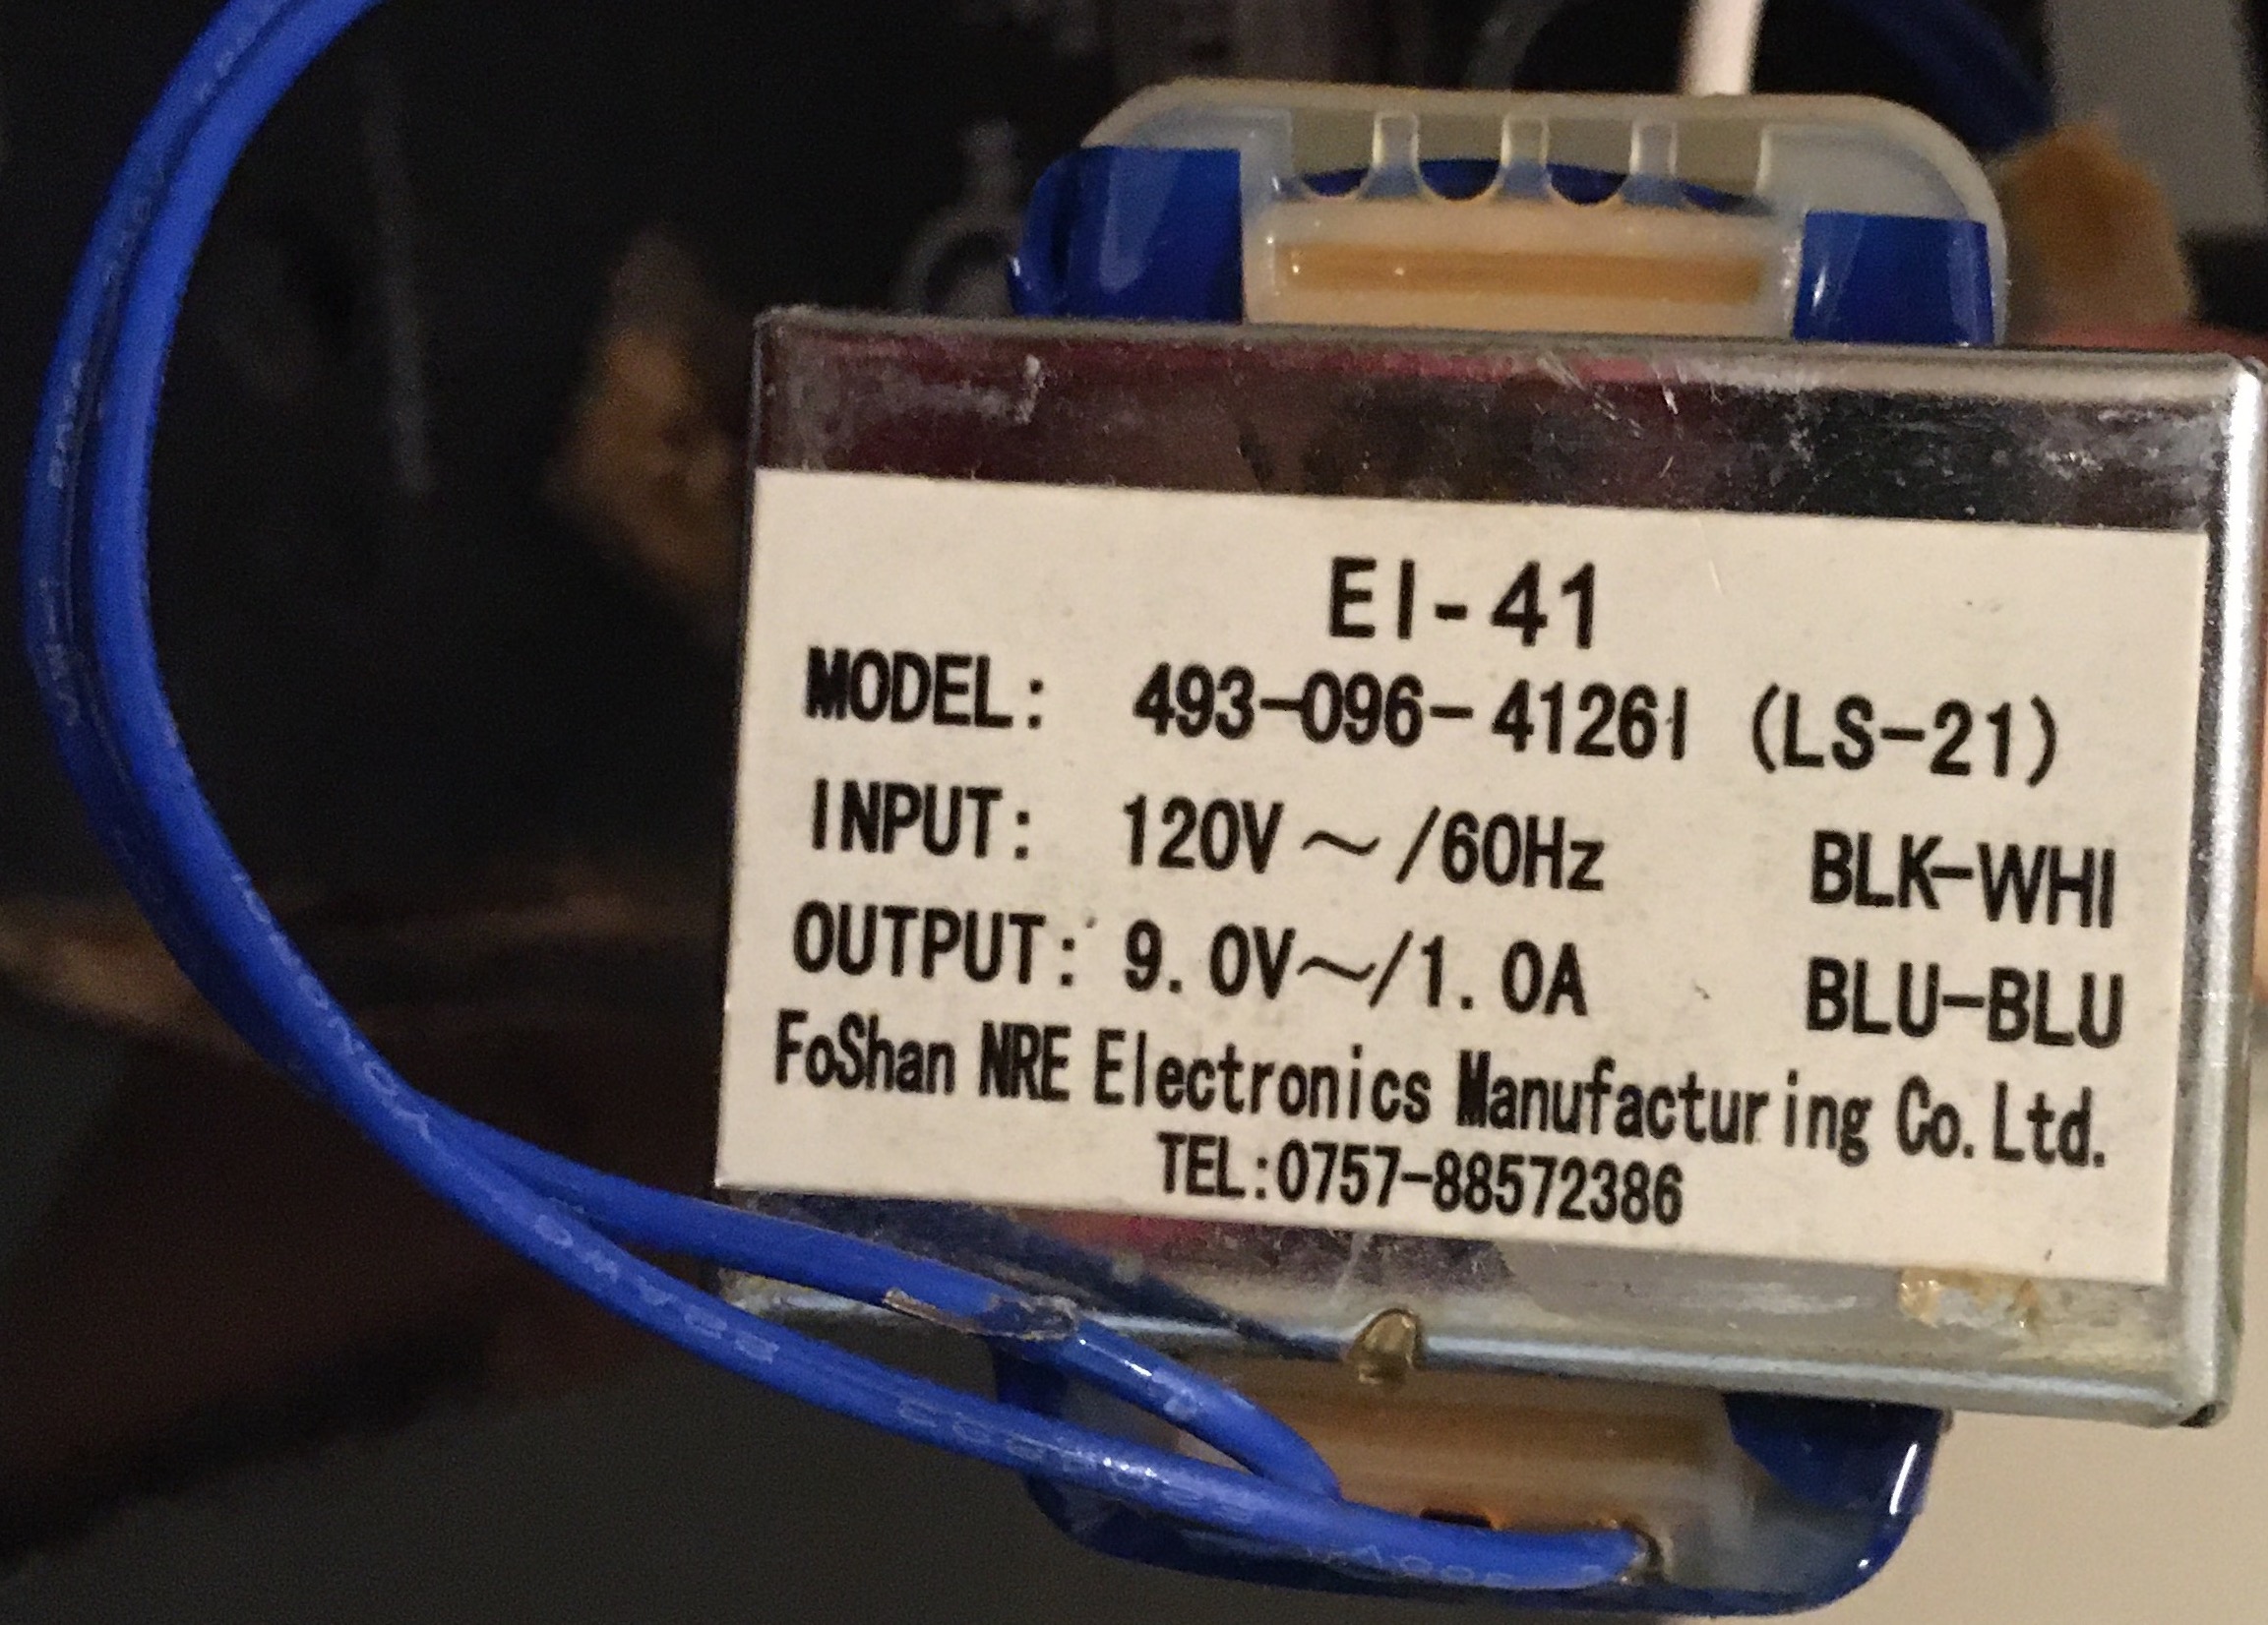 EI-41
MODEL: 493-096-4126I (LS-21)
INPUT: 120V～/60Hz BLK-WHI
OUTPUT: 9.0V～/1.0A BLU-BLU
FoShan NRE Electronics Manufacturing Co.Ltd.
TEL:0757-88572386